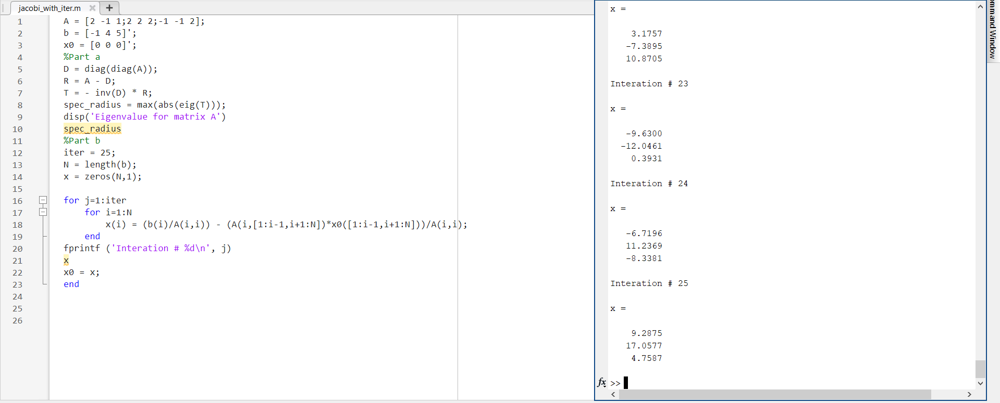 jacobi_with_iter.m
1 A = [2 -1 1;2 2 2;-1 -1 2];
2 b = [-1 4 5]';
3 x0 = [0 0 0]';
4 %Part a
5 D = diag(diag(A));
6 R = A - D;
7 T = - inv(D) * R;
8 spec_radius = max(abs(eig(T)));
9 disp('Eigenvalue for matrix A')
10 spec_radius
11 %Part b
12 iter = 25;
13 N = length(b);
14 x = zeros(N,1);
15
16 for j=1:iter
17 for i=1:N
18 x(i) = (b(i)/A(i,i)) - (A(i,[1:i-1,i+1:N])*x0([1:i-1,i+1:N]))/A(i,i);
19 end
20 fprintf ('Interation # %d\n', j)
21 x
22 x0 = x;
23 end
24
25
26
x =
3.1757
-7.3895
10.8705
Interation # 23
x =
-9.6300
-12.0461
0.3931
Interation # 24
x =
-6.7196
11.2369
-8.3381
Interation # 25
x =
9.2875
17.0577
4.7587
fx >>
ommand Window